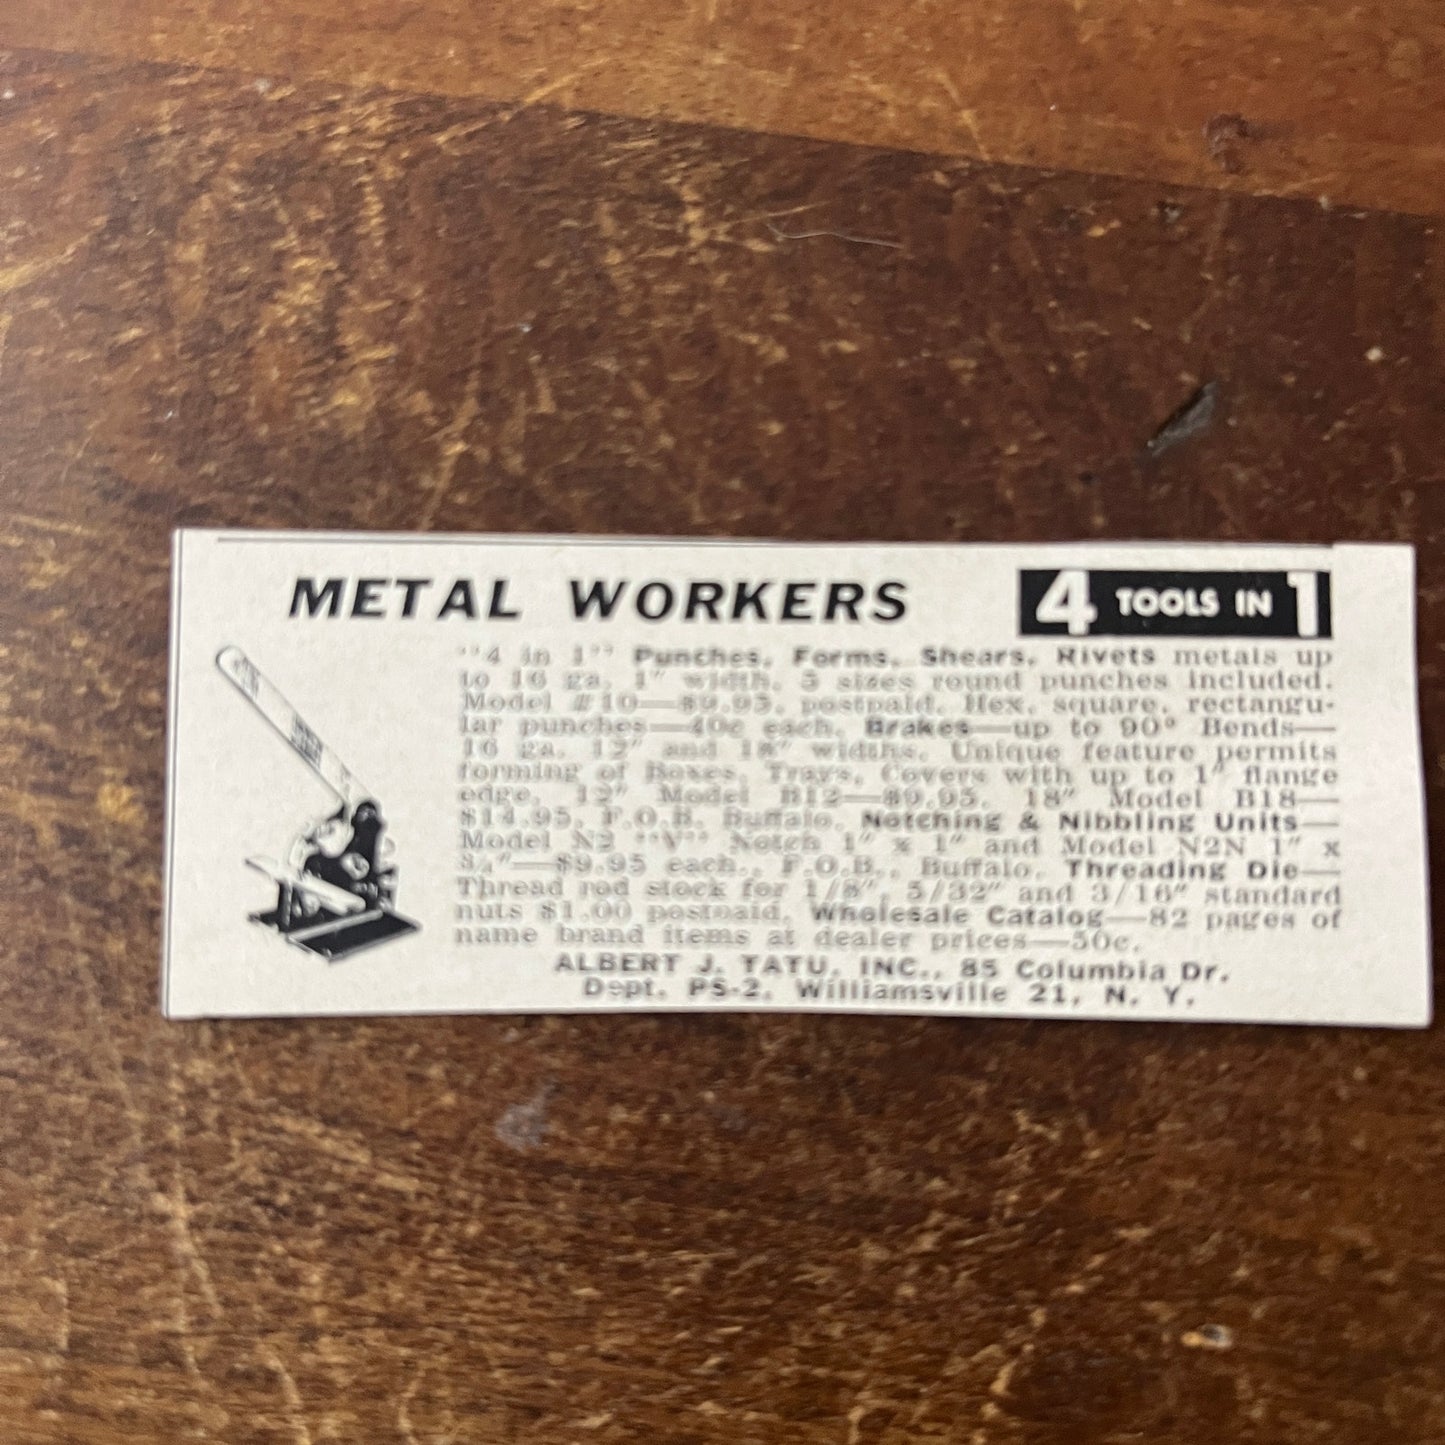 METAL WORKERS 4 TOOLS IN 1
"4 in 1" Punches, Forms, Shears, Rivets metals up
to 16 ga. 1" width. 5 sizes round punches included.
Model #10—$9.95, postpaid. Hex, square, rectangu-
lar punches—40c each. Brakes—up to 90° Bends—
16 ga. 12" and 18" widths. Unique feature permits
forming of Boxes, Trays, Covers with up to 1" flange
edge. 12" Model B12—$9.95. 18" Model B18—
$14.95, F.O.B. Buffalo. Notching & Nibbling Units—
Model N2 "V" Notch 1" x 1" and Model N2N 1" x
3/4"—$9.95 each., F.O.B., Buffalo. Threading Die—
Thread rod stock for 1/8", 5/32" and 3/16" standard
nuts $1.00 postpaid. Wholesale Catalog—82 pages of
name brand items at dealer prices—50c.
ALBERT J. TATU, INC., 85 Columbia Dr.
Dept. PS-2, Williamsville 21, N. Y.